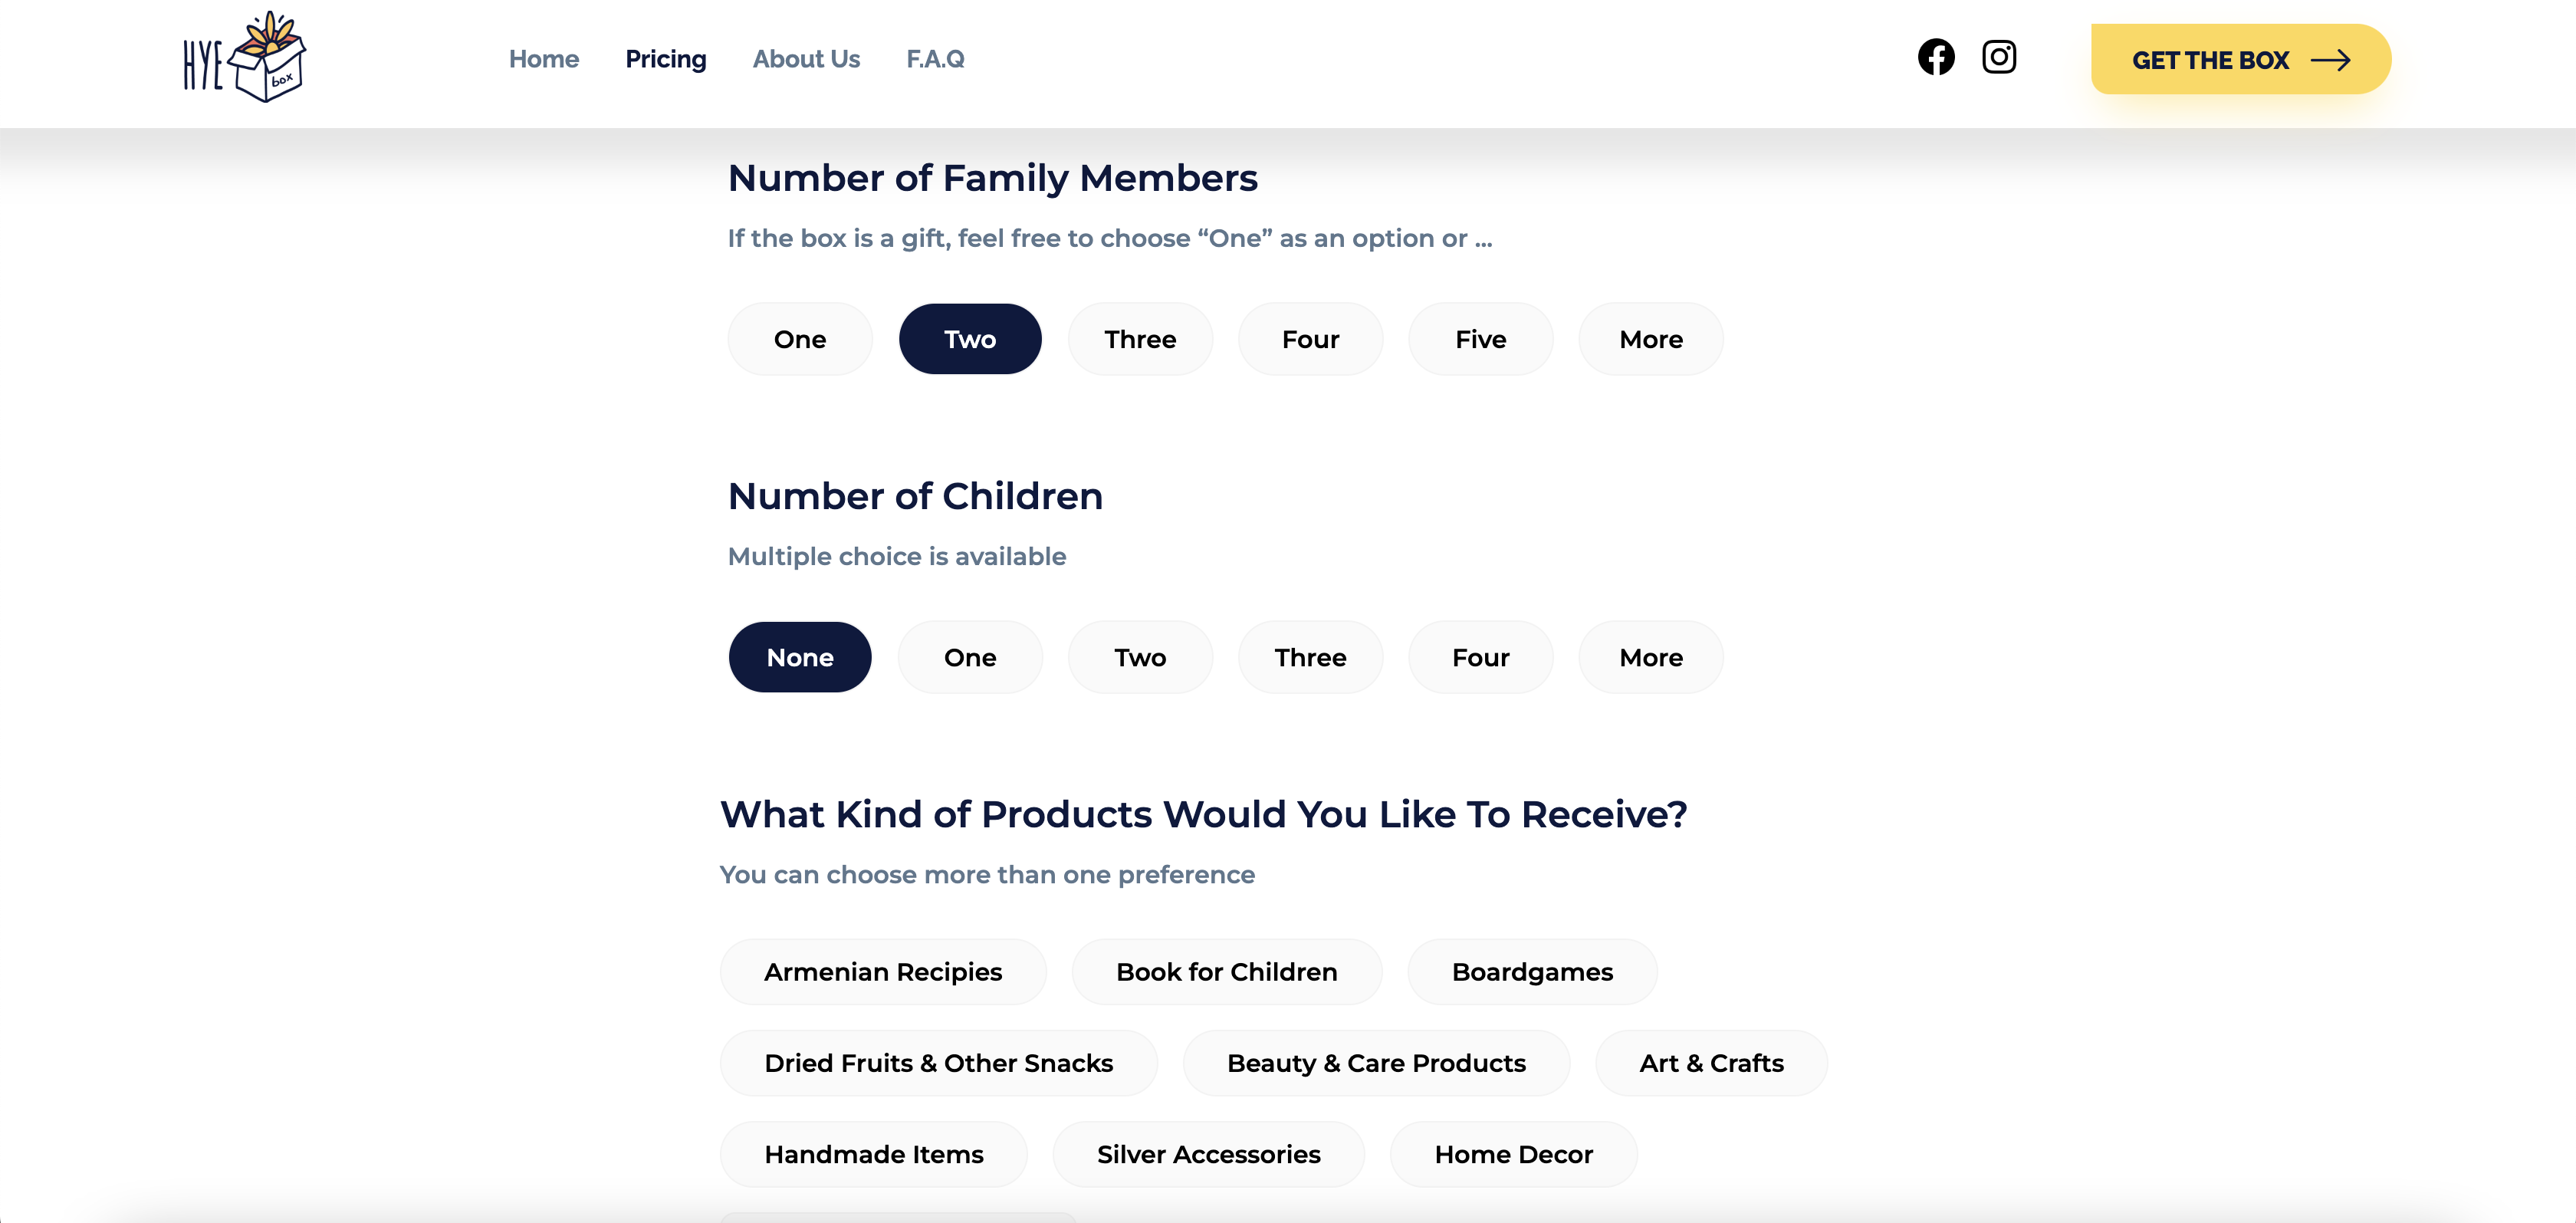 HYE box
Home Pricing About Us F.A.Q
GET THE BOX
Number of Family Members
If the box is a gift, feel free to choose “One” as an option or ...
One Two Three Four Five More
Number of Children
Multiple choice is available
None One Two Three Four More
What Kind of Products Would You Like To Receive?
You can choose more than one preference
Armenian Recipies Book for Children Boardgames
Dried Fruits & Other Snacks Beauty & Care Products Art & Crafts
Handmade Items Silver Accessories Home Decor